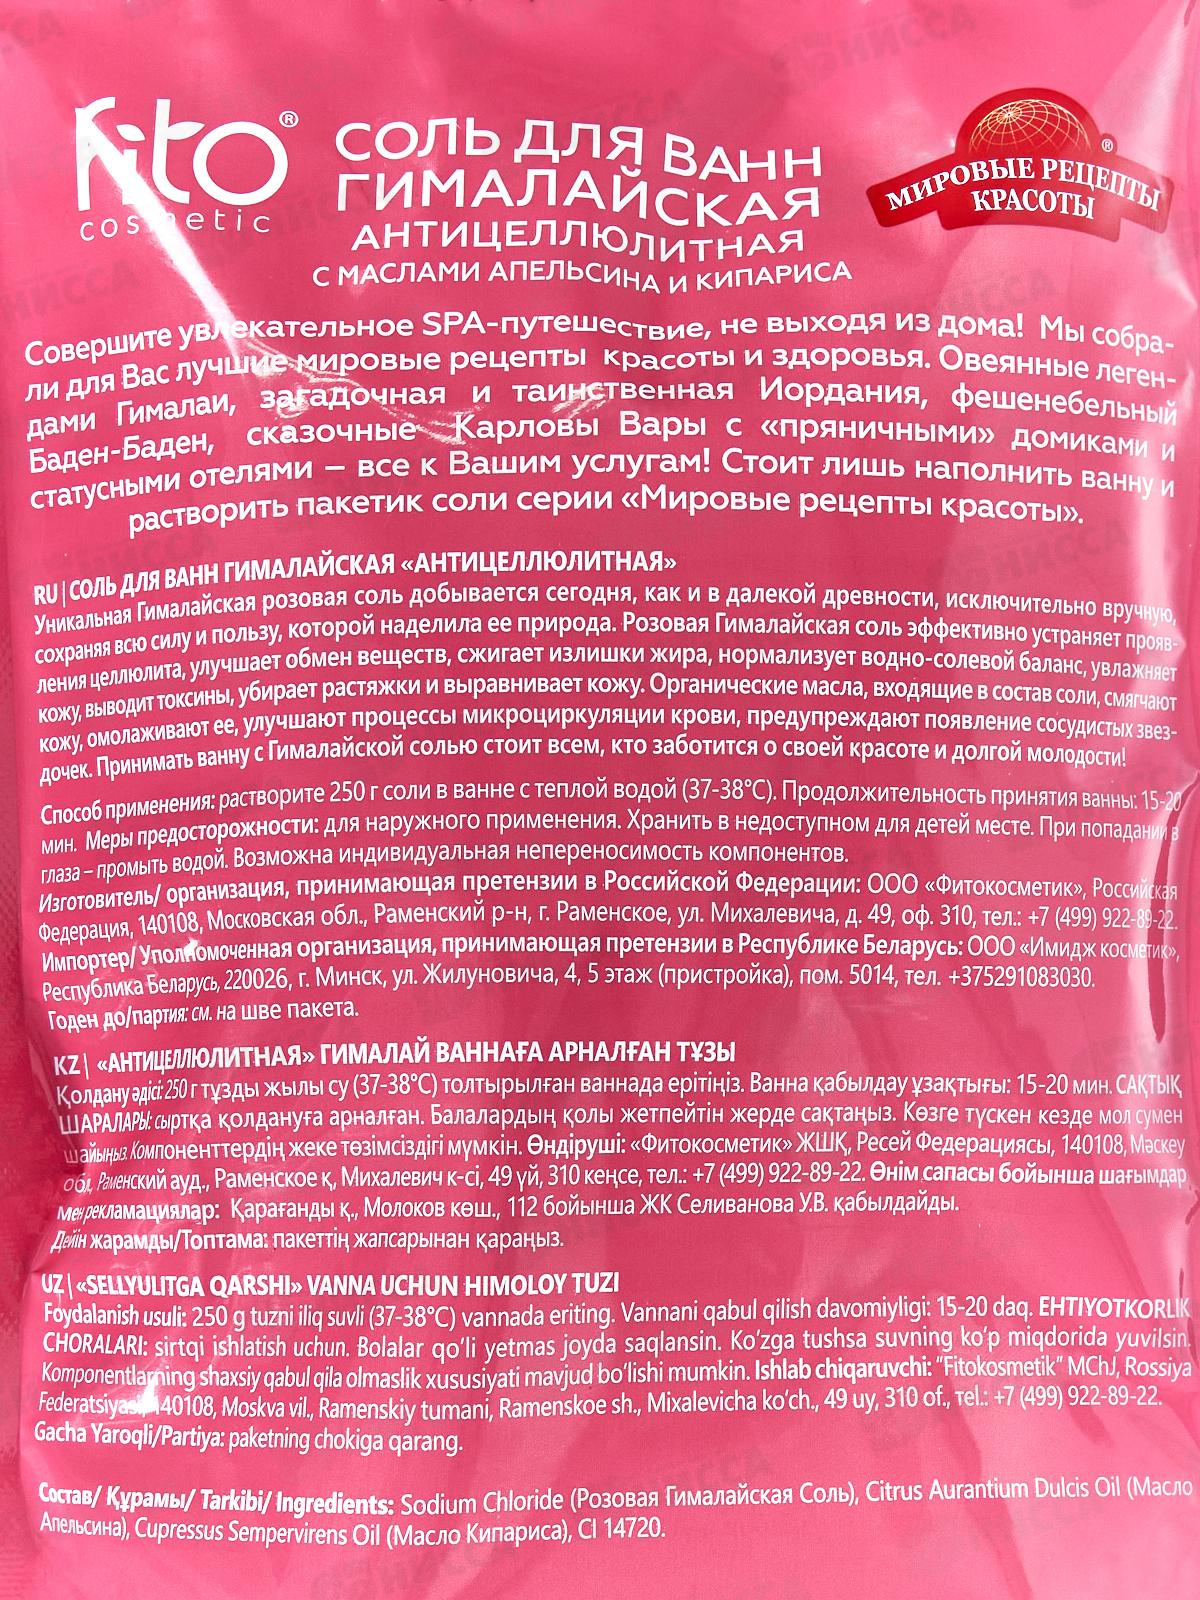 fito®
cosmetic
СОЛЬ ДЛЯ ВАНН
ГИМАЛАЙСКАЯ
АНТИЦЕЛЛЮЛИТНАЯ
С МАСЛАМИ АПЕЛЬСИНА И КИПАРИСА
МИРОВЫЕ РЕЦЕПТЫ®
КРАСОТЫ
Совершите увлекательное SPA-путешествие, не выходя из дома! Мы собра-
ли для Вас лучшие мировые рецепты красоты и здоровья. Овеянные леген-
дами Гималаи, загадочная и таинственная Иордания, фешенебельный
Баден-Баден, сказочные Карловы Вары с «пряничными» домиками и
статусными отелями – все к Вашим услугам! Стоит лишь наполнить ванну и
растворить пакетик соли серии «Мировые рецепты красоты».
RU | СОЛЬ ДЛЯ ВАНН ГИМАЛАЙСКАЯ «АНТИЦЕЛЛЮЛИТНАЯ»
Уникальная Гималайская розовая соль добывается сегодня, как и в далекой древности, исключительно вручную,
сохраняя всю силу и пользу, которой наделила ее природа. Розовая Гималайская соль эффективно устраняет прояв-
ления целлюлита, улучшает обмен веществ, сжигает излишки жира, нормализует водно-солевой баланс, увлажняет
кожу, выводит токсины, убирает растяжки и выравнивает кожу. Органические масла, входящие в состав соли, смягчают
кожу, омолаживают ее, улучшают процессы микроциркуляции крови, предупреждают появление сосудистых звез-
дочек. Принимать ванну с Гималайской солью стоит всем, кто заботится о своей красоте и долгой молодости!
Способ применения: растворите 250 г соли в ванне с теплой водой (37-38°С). Продолжительность принятия ванны: 15-20
мин. Меры предосторожности: для наружного применения. Хранить в недоступном для детей месте. При попадании в
глаза – промыть водой. Возможна индивидуальная непереносимость компонентов.
Изготовитель/ организация, принимающая претензии в Российской Федерации: ООО «Фитокосметик», Российская
Федерация, 140108, Московская обл., Раменский р-н, г. Раменское, ул. Михалевича, д. 49, оф. 310, тел.: +7 (499) 922-89-22.
Импортер/ Уполномоченная организация, принимающая претензии в Республике Беларусь: ООО «Имидж косметик»,
Республика Беларусь, 220026, г. Минск, ул. Жилуновича, 4, 5 этаж (пристройка), пом. 5014, тел. +375291083030.
Годен до/партия: см. на шве пакета.
KZ | «АНТИЦЕЛЛЮЛИТНАЯ» ГИМАЛАЙ ВАННАҒА АРНАЛҒАН ТҰЗЫ
Қолдану әдісі: 250 г тұзды жылы су (37-38°С) толтырылған ваннада ерітіңіз. Ванна қабылдау ұзақтығы: 15-20 мин. САҚТЫҚ
ШАРАЛАРЫ: сыртқа қолдануға арналған. Балалардың қолы жетпейтін жерде сақтаңыз. Көзге түскен кезде мол сумен
шайыңыз. Компоненттердің жеке төзімсіздігі мүмкін. Өндіруші: «Фитокосметик» ЖШҚ, Ресей Федерациясы, 140108, Мәскеу
обл, Раменский ауд., Раменское қ, Михалевич к-сі, 49 үй, 310 кеңсе, тел.: +7 (499) 922-89-22. Өнім сапасы бойынша шағымдар
мен рекламациялар: Қарағанды қ., Молоков көш., 112 бойынша ЖК Селиванова У.В. қабылдайды.
Дейін жарамды/Топтама: пакеттің жапсарынан қараңыз.
UZ | «SELLYULITGA QARSHI» VANNA UCHUN HIMOLOY TUZI
Foydalanish usuli: 250 g tuzni iliq suvli (37-38°C) vannada eriting. Vannani qabul qilish davomiyligi: 15-20 daq. EHTIYOTKORLIK
CHORALARI: sirtqi ishlatish uchun. Bolalar qo'li yetmas joyda saqlansin. Ko'zga tushsa suvning ko'p miqdorida yuvilsin.
Komponentlarning shaxsiy qabul qila olmaslik xususiyati mavjud bo'lishi mumkin. Ishlab chiqaruvchi: "Fitokosmetik" MChJ, Rossiya
Federatsiyasi, 140108, Moskva vil., Ramenskiy tumani, Ramenskoe sh., Mixalevicha ko'ch., 49 uy, 310 of., tel.: +7 (499) 922-89-22.
Gacha Yaroqli/Partiya: paketning chokiga qarang.
Состав/ Құрамы/ Tarkibi/ Ingredients: Sodium Chloride (Розовая Гималайская Соль), Citrus Aurantium Dulcis Oil (Масло
Апельсина), Cupressus Sempervirens Oil (Масло Кипариса), CI 14720.